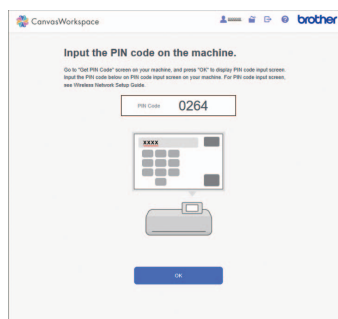 CanvasWorkspace
brother
Input the PIN code on the machine.
Go to "Get PIN Code" screen on your machine, and press "OK" to display PIN code input screen.
Input the PIN code below on PIN code input screen on your machine. For PIN code input screen,
see Wireless Network Setup Guide.
PIN Code 0264
XXXX
OK